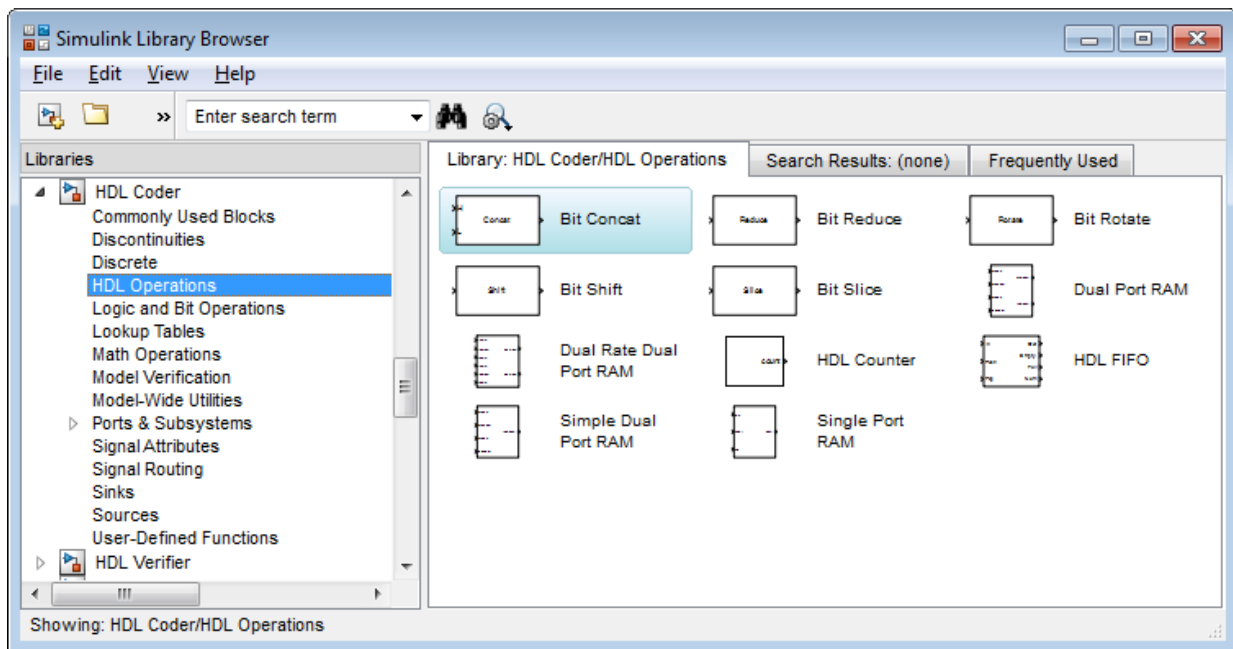 Simulink Library Browser
File Edit View Help
» Enter search term
Libraries
HDL Coder
Commonly Used Blocks
Discontinuities
Discrete
HDL Operations
Logic and Bit Operations
Lookup Tables
Math Operations
Model Verification
Model-Wide Utilities
Ports & Subsystems
Signal Attributes
Signal Routing
Sinks
Sources
User-Defined Functions
HDL Verifier
Library: HDL Coder/HDL Operations Search Results: (none) Frequently Used
Concat Bit Concat Reduce Bit Reduce Rotate Bit Rotate
Shift Bit Shift Slice Bit Slice Dual Port RAM
Dual Rate Dual
Port RAM
count HDL Counter HDL FIFO
Simple Dual
Port RAM
Single Port
RAM
Showing: HDL Coder/HDL Operations